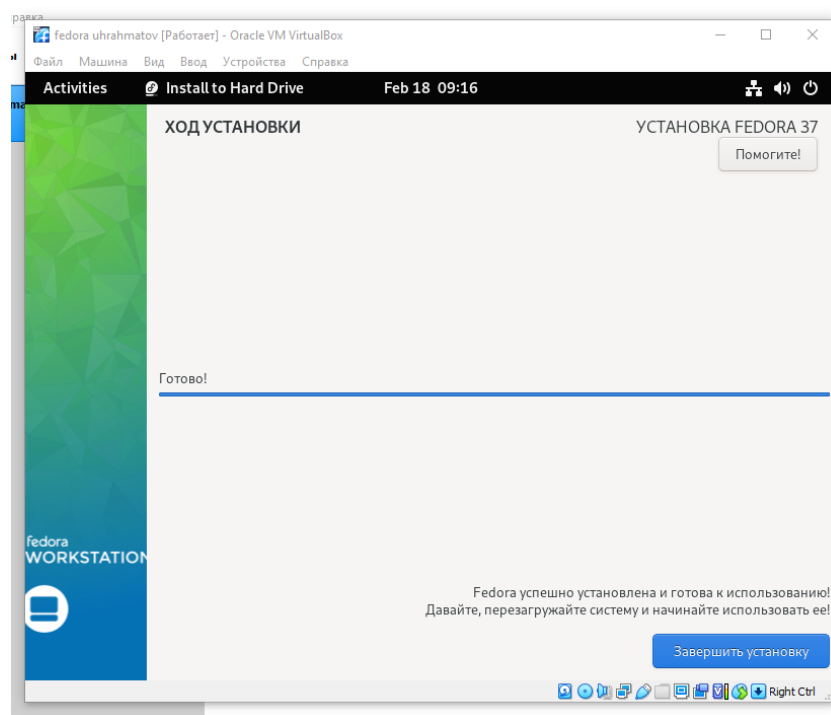 равка
fedora uhrahmatov [Работает] - Oracle VM VirtualBox
ы
Файл Машина Вид Ввод Устройства Справка
Activities Install to Hard Drive Feb 18 09:16
ma
ХОД УСТАНОВКИ
УСТАНОВКА FEDORA 37
Помогите!
Готово!
fedora
WORKSTATION
Fedora успешно установлена и готова к использованию!
Давайте, перезагружайте систему и начинайте использовать ее!
Завершить установку
Right Ctrl